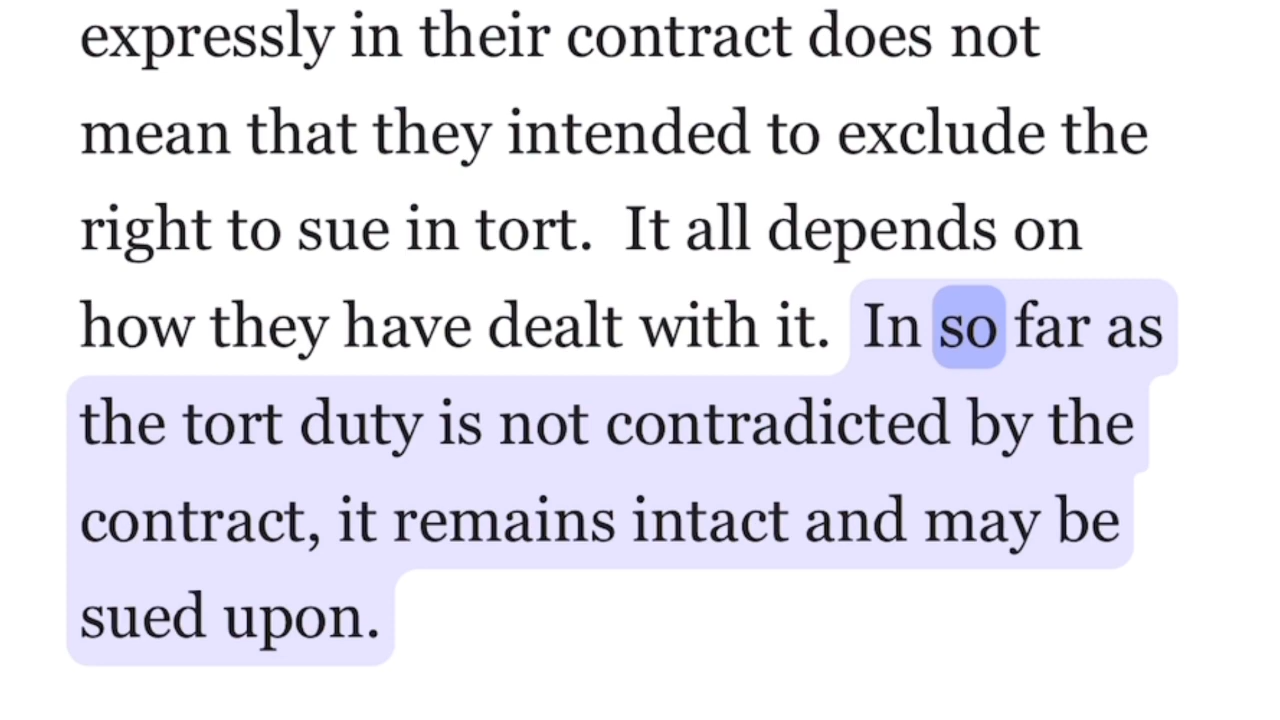 expressly in their contract does not
mean that they intended to exclude the
right to sue in tort.  It all depends on
how they have dealt with it.  In so far as
the tort duty is not contradicted by the
contract, it remains intact and may be
sued upon.